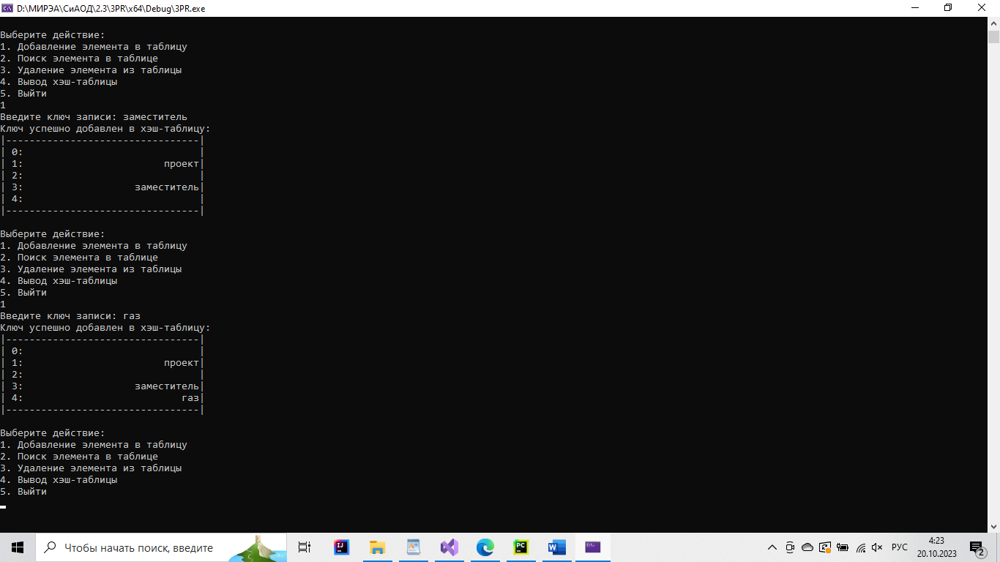 D:\МИРЭА\СиАОД\2.3\3PR\x64\Debug\3PR.exe
Выберите действие:
1. Добавление элемента в таблицу
2. Поиск элемента в таблице
3. Удаление элемента из таблицы
4. Вывод хэш-таблицы
5. Выйти
1
Введите ключ записи: заместитель
Ключ успешно добавлен в хэш-таблицу:
|---------------------------------|
| 0:                              |
| 1:                        проект|
| 2:                              |
| 3:                   заместитель|
| 4:                              |
|---------------------------------|
Выберите действие:
1. Добавление элемента в таблицу
2. Поиск элемента в таблице
3. Удаление элемента из таблицы
4. Вывод хэш-таблицы
5. Выйти
1
Введите ключ записи: газ
Ключ успешно добавлен в хэш-таблицу:
|---------------------------------|
| 0:                              |
| 1:                        проект|
| 2:                              |
| 3:                   заместитель|
| 4:                           газ|
|---------------------------------|
Выберите действие:
1. Добавление элемента в таблицу
2. Поиск элемента в таблице
3. Удаление элемента из таблицы
4. Вывод хэш-таблицы
5. Выйти
Чтобы начать поиск, введите
РУС
4:23
20.10.2023
2